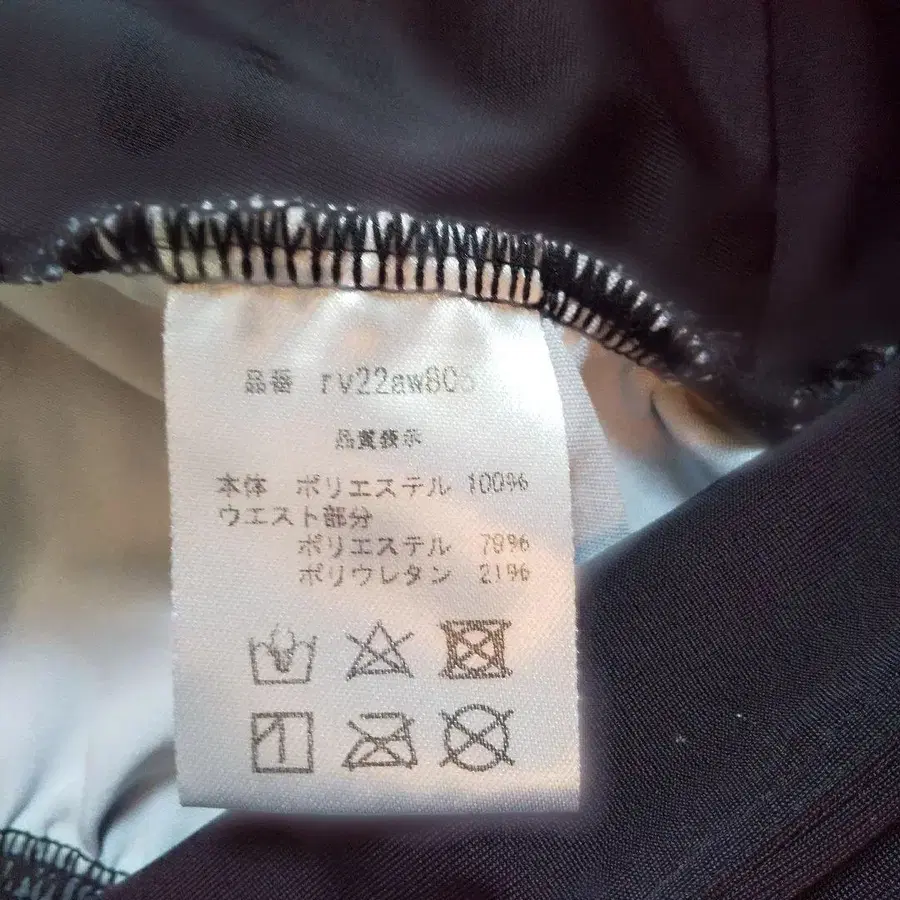 品番 rv22aw805
品質表示
本体 ポリエステル 100%
ウエスト部分
ポリエステル 79%
ポリウレタン 21%